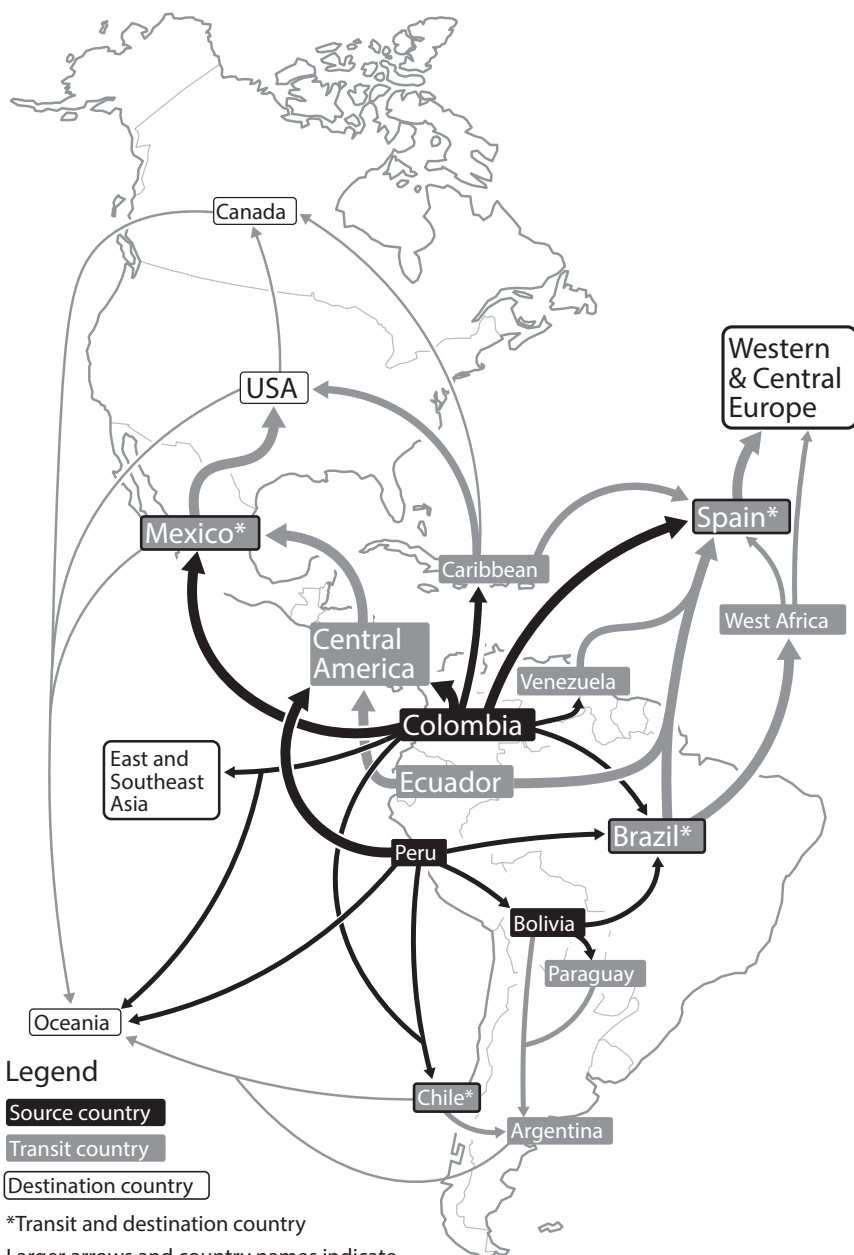 Canada
USA
Western
& Central
Europe
Mexico*
Spain*
Caribbean
West Africa
Central
America
Venezuela
Colombia
East and
Southeast
Asia
Ecuador
Brazil*
Peru
Bolivia
Paraguay
Oceania
Chile*
Argentina
Legend
Source country
Transit country
Destination country
*Transit and destination country
Larger arrows and country names indicate